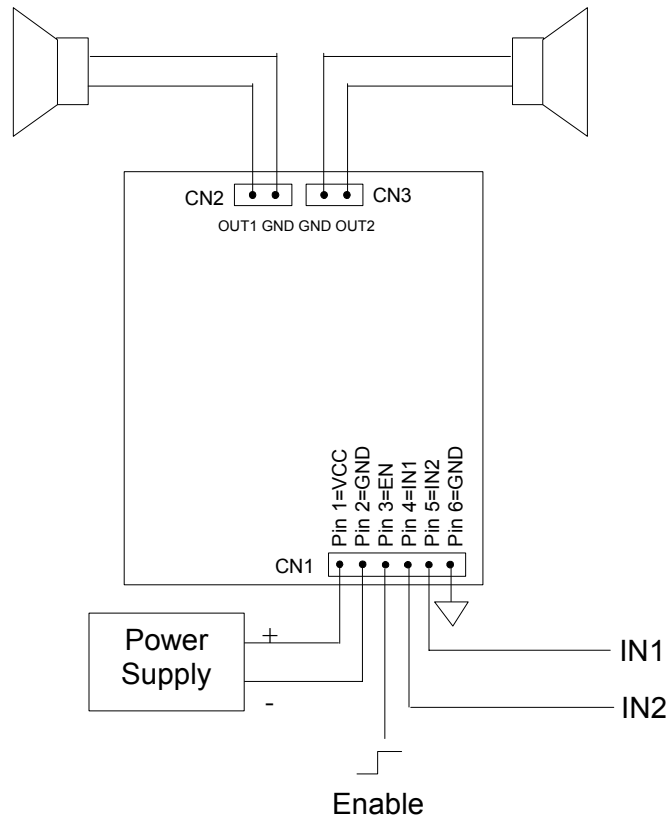 CN2
CN3
OUT1 GND GND OUT2
Pin 1=VCC
Pin 2=GND
Pin 3=EN
Pin 4=IN1
Pin 5=IN2
Pin 6=GND
CN1
Power
Supply
+
-
IN1
IN2
Enable